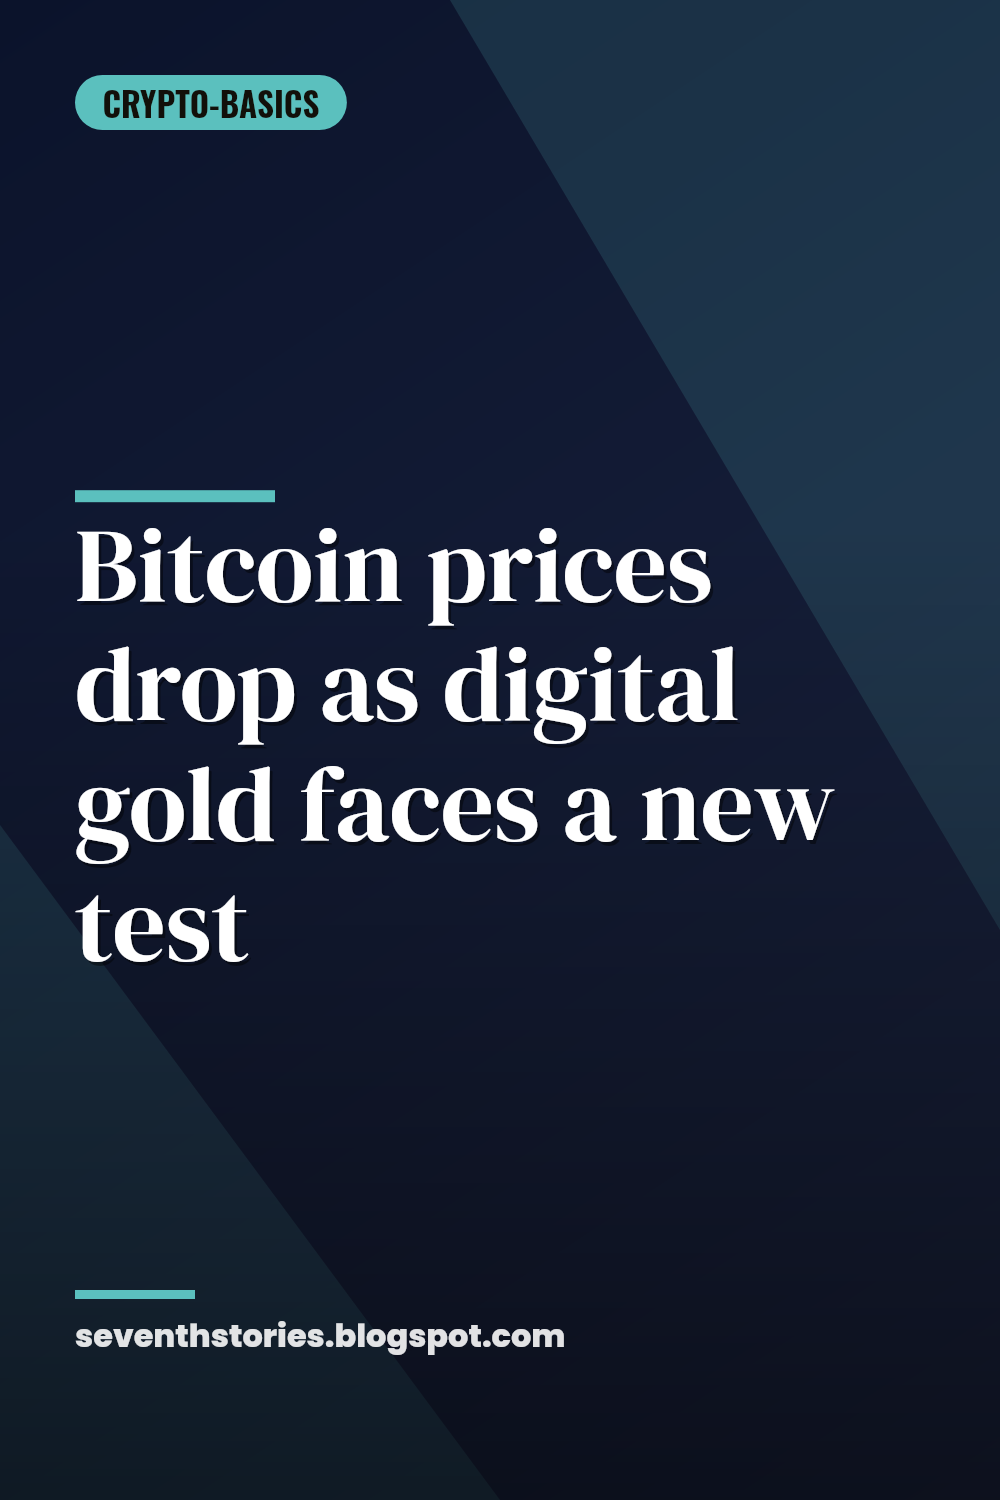 CRYPTO-BASICS
Bitcoin prices
drop as digital
gold faces a new
test
seventhstories.blogspot.com